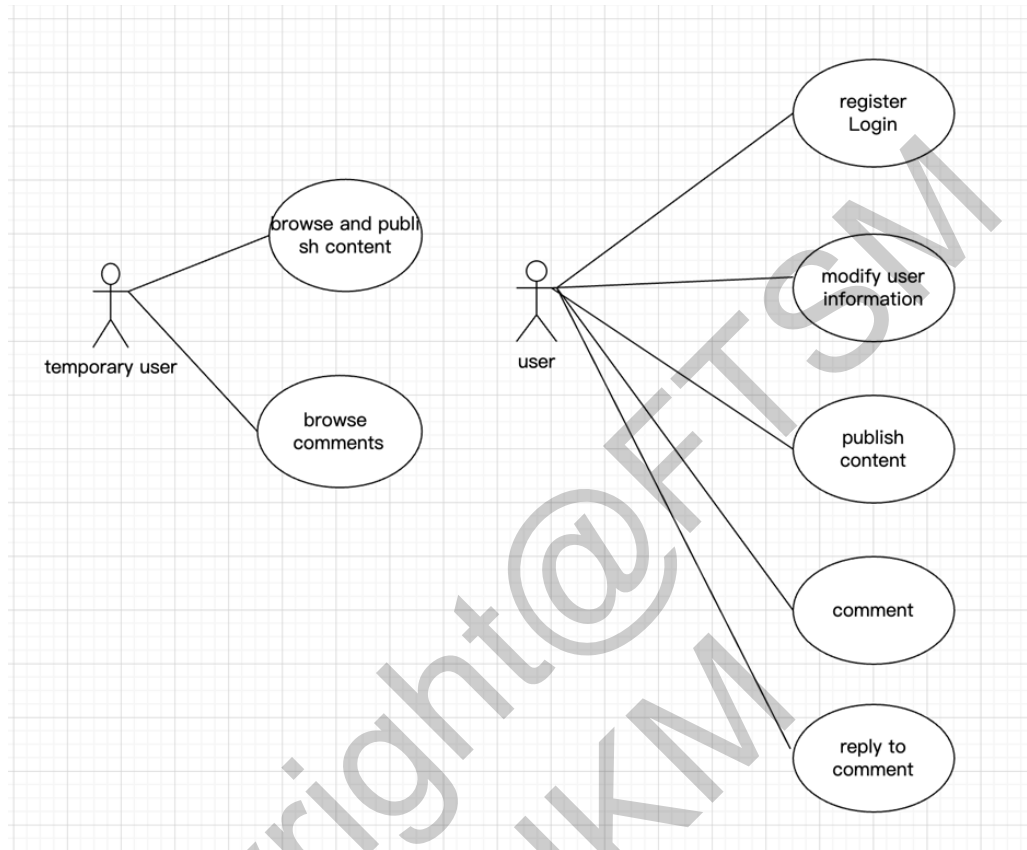 browse and publi
sh content
temporary user
browse
comments
register
Login
modify user
information
user
publish
content
comment
reply to
comment
right@FTSM
UKM